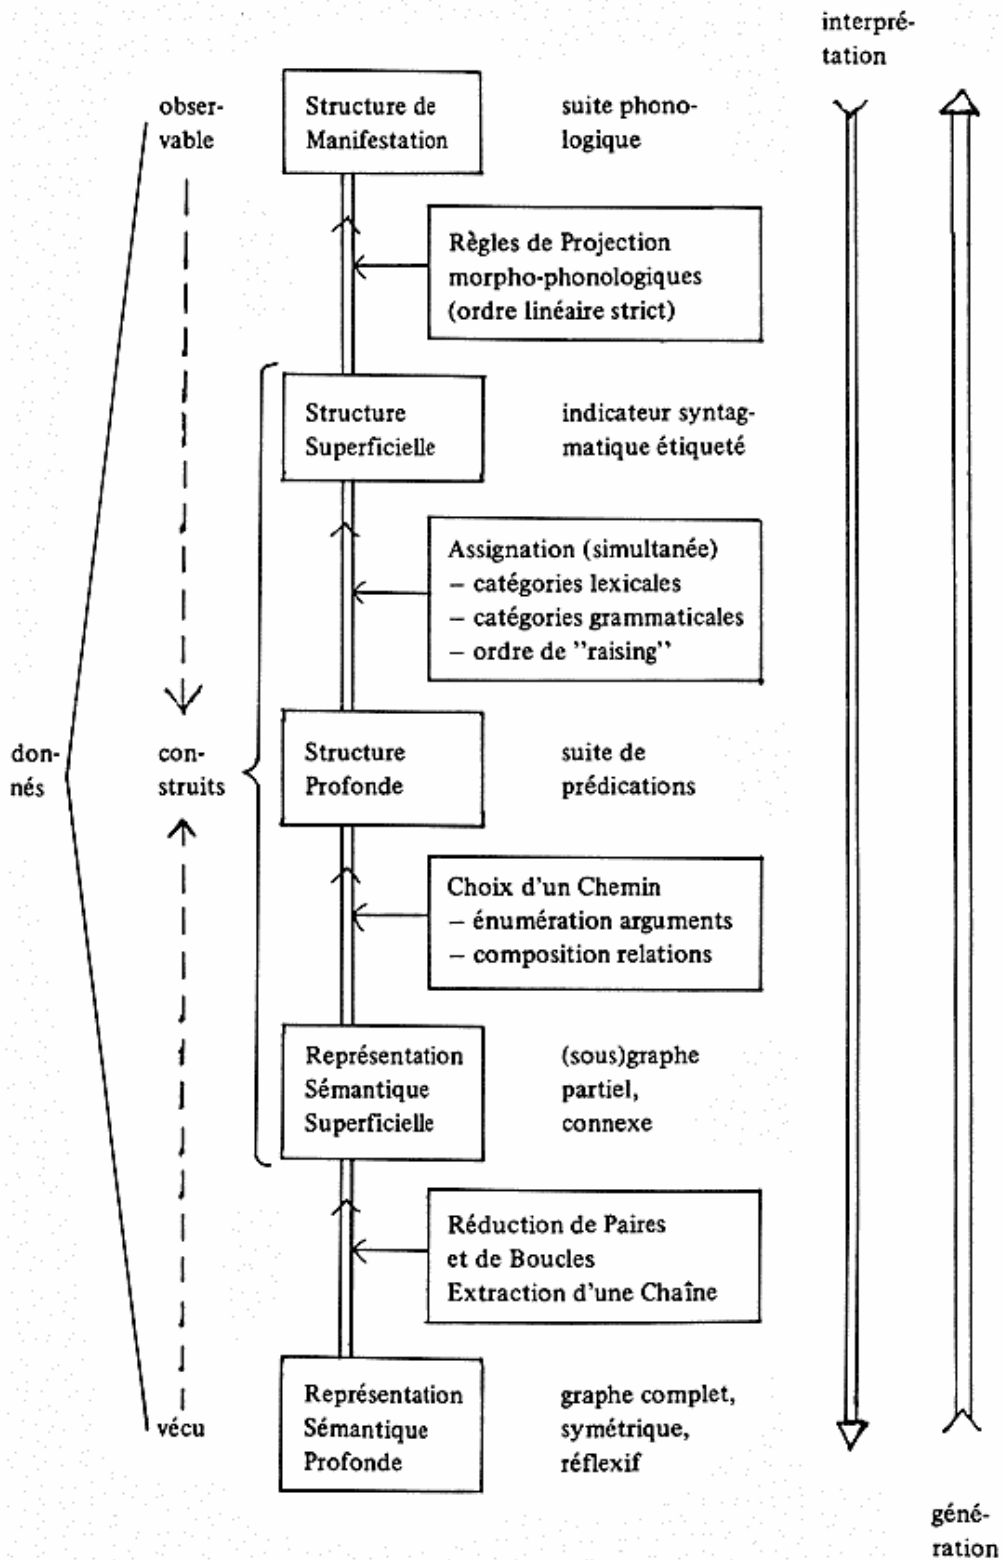 interpré-
tation
obser-
vable
Structure de
Manifestation
suite phono-
logique
Règles de Projection
morpho-phonologiques
(ordre linéaire strict)
Structure
Superficielle
indicateur syntag-
matique étiqueté
Assignation (simultanée)
– catégories lexicales
– catégories grammaticales
– ordre de ”raising”
don-
nés
con-
struits
Structure
Profonde
suite de
prédications
Choix d'un Chemin
– énumération arguments
– composition relations
Représentation
Sémantique
Superficielle
(sous)graphe
partiel,
connexe
Réduction de Paires
et de Boucles
Extraction d'une Chaîne
vécu
Représentation
Sémantique
Profonde
graphe complet,
symétrique,
réflexif
géné-
ration